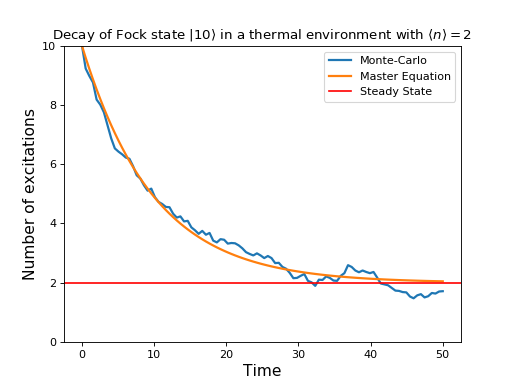 Decay of Fock state |10⟩ in a thermal environment with ⟨n⟩ = 2
10
8
6
4
2
0
Number of excitations
Monte-Carlo
Master Equation
Steady State
0 10 20 30 40 50
Time